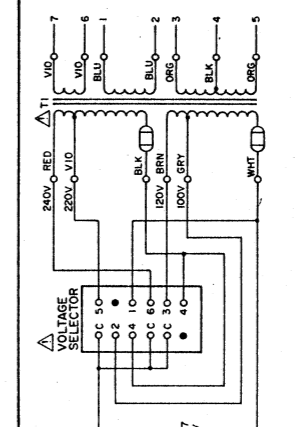 7 6 1 2 3 4 5
VIO VIO BLU BLU ORG BLK ORG
T1
240V RED
220V VIO
BLK
120V BRN
100V GRY
WHT
VOLTAGE
SELECTOR
C 5
2
4 1
C 6
C 3
4
7